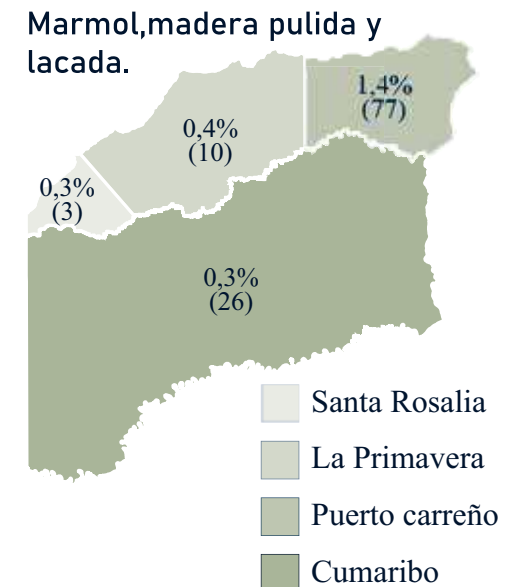 Marmol,madera pulida y
lacada.
1,4%
(77)
0,4%
(10)
0,3%
(3)
0,3%
(26)
Santa Rosalia
La Primavera
Puerto carreño
Cumaribo